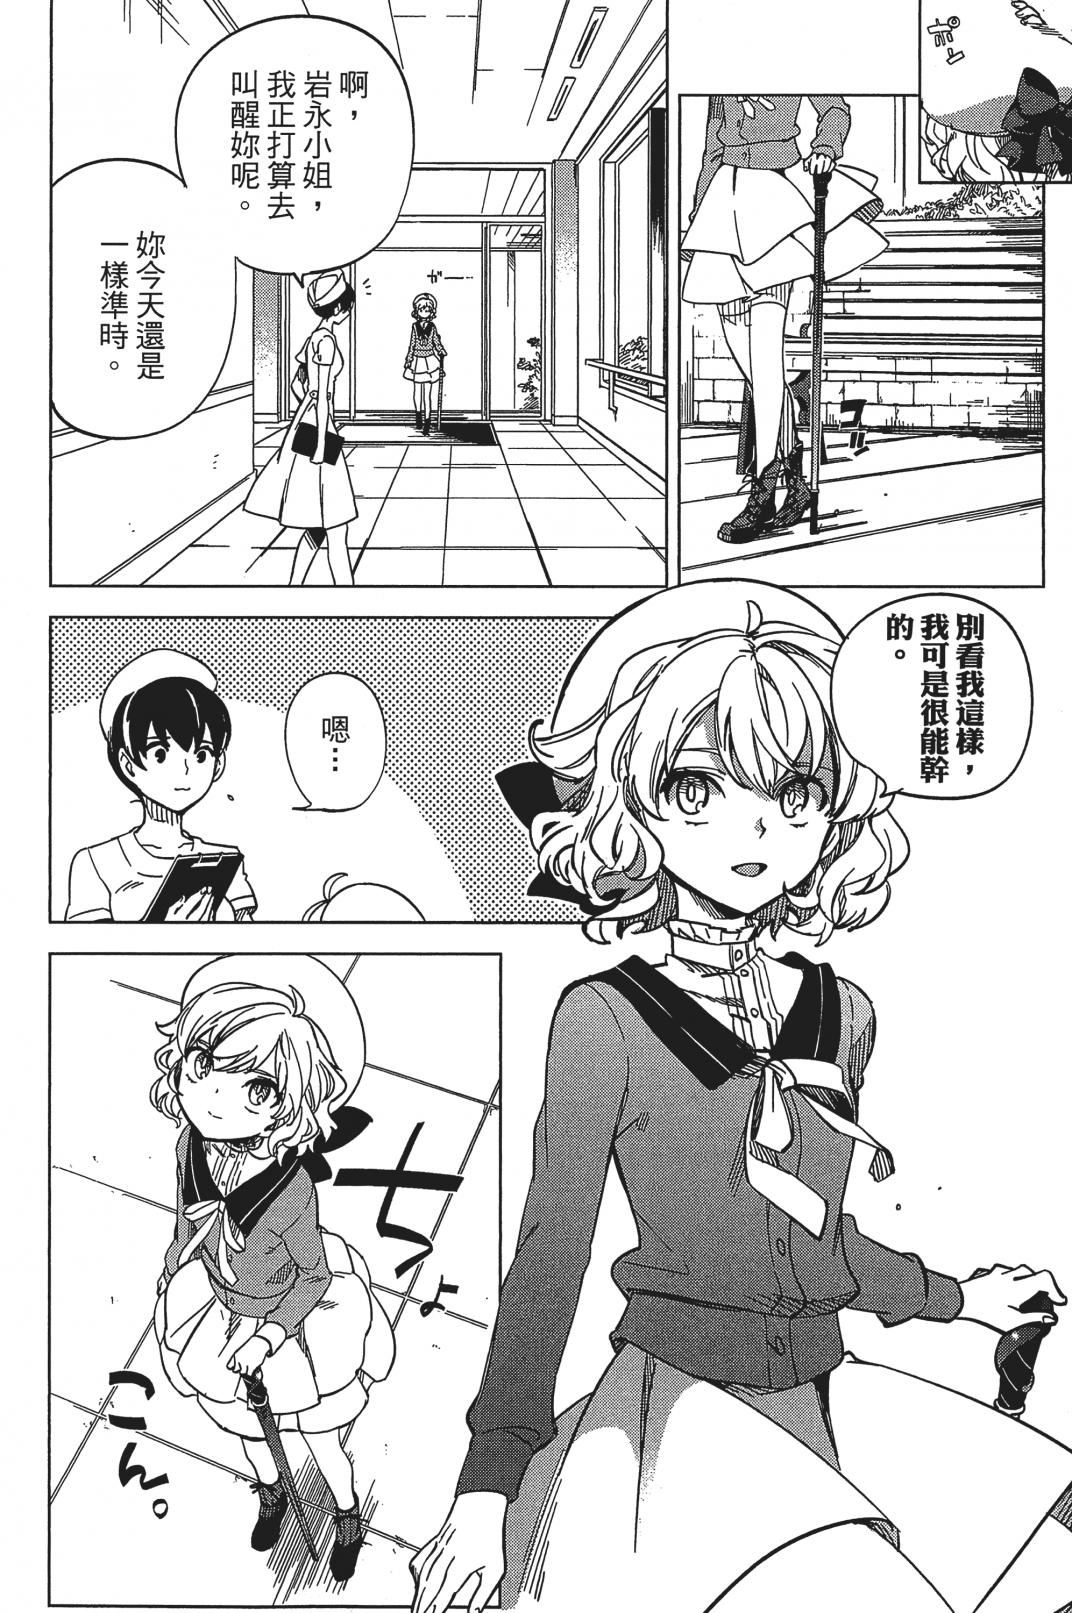 ポン
コツ
啊，
岩永小姐，
我正打算去
叫醒妳呢。
妳今天還是
一樣準時。
ガ——
別看我這樣，
我可是很能幹
的。
嗯…
ちょ
こん。